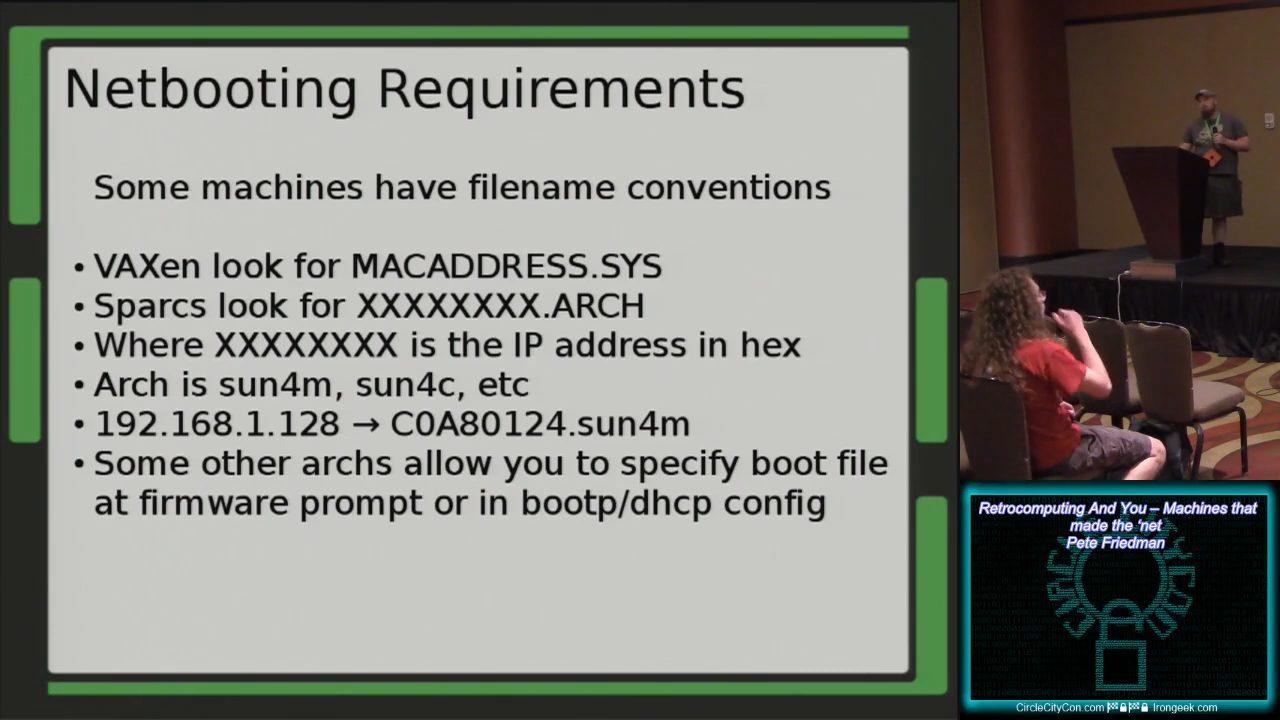 Netbooting Requirements
Some machines have filename conventions
• VAXen look for MACADDRESS.SYS
• Sparcs look for XXXXXXXX.ARCH
• Where XXXXXXXX is the IP address in hex
• Arch is sun4m, sun4c, etc
• 192.168.1.128 → C0A80124.sun4m
• Some other archs allow you to specify boot file
at firmware prompt or in bootp/dhcp config
Retrocomputing And You – Machines that
made the ‘net
Pete Friedman
CircleCityCon.com Irongeek.com